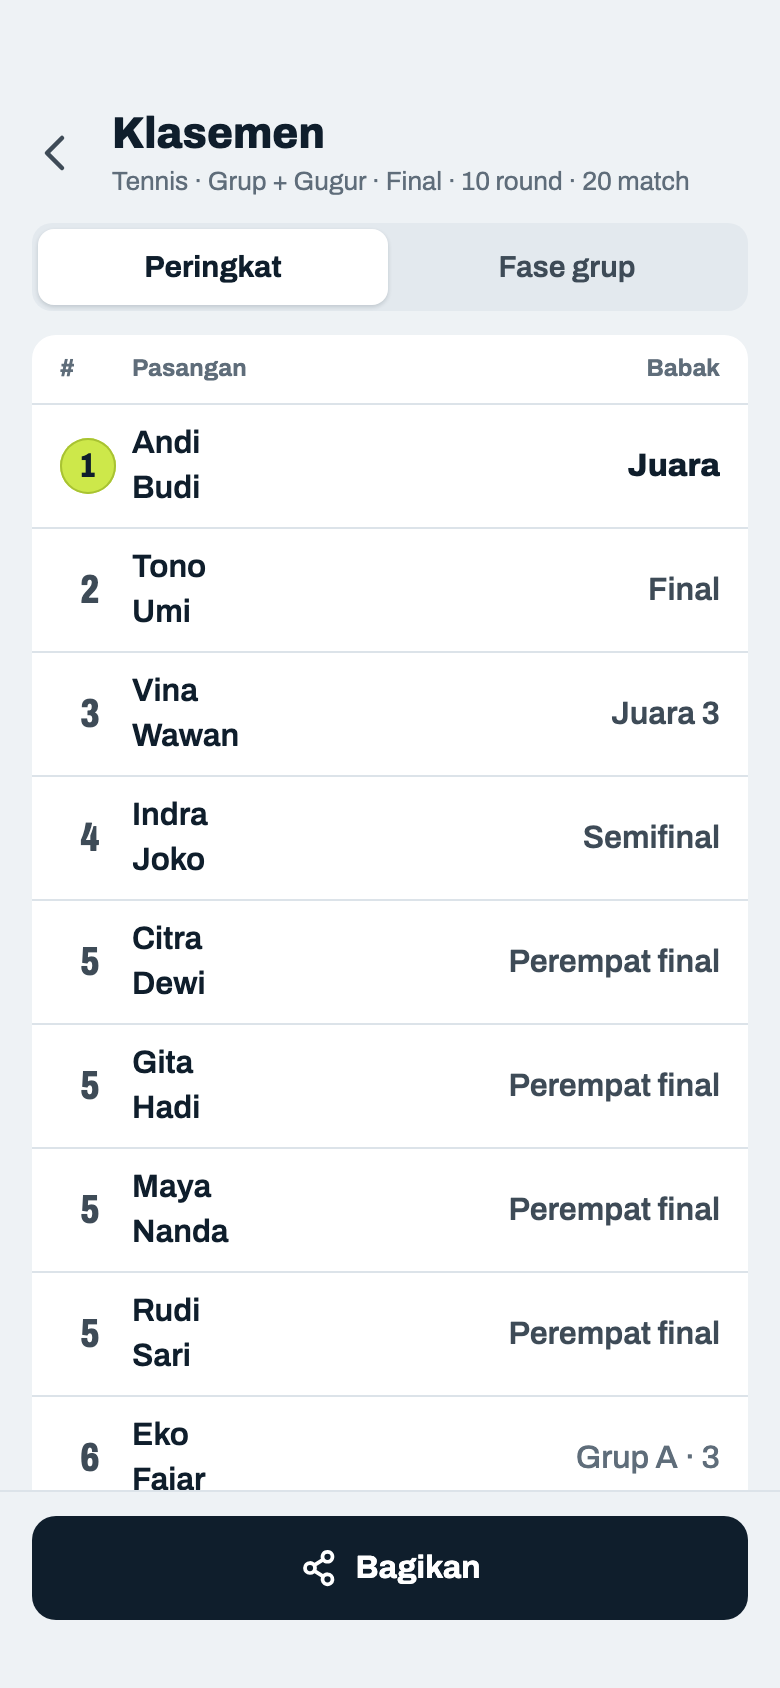 Klasemen
Tennis · Grup + Gugur · Final · 10 round · 20 match
Peringkat Fase grup
# Pasangan Babak
1 Andi Budi Juara
2 Tono Umi Final
3 Vina Wawan Juara 3
4 Indra Joko Semifinal
5 Citra Dewi Perempat final
5 Gita Hadi Perempat final
5 Maya Nanda Perempat final
5 Rudi Sari Perempat final
6 Eko Fajar Grup A · 3
Bagikan